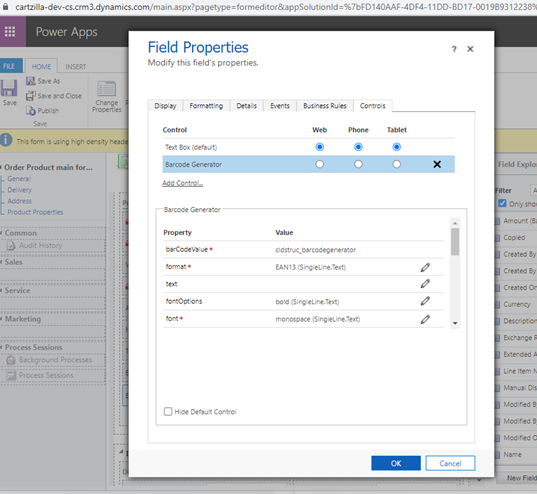 cartzilla-dev-cs.crm3.dynamics.com/main.aspx?pagetype=formeditor&appSolutionId=%7bFD140AAF-4DF4-11DD-BD17-0019B9312238%
Power Apps
Field Properties
Modify this field's properties.
? ×
FILE HOME INSERT
Save
Save As
Save and Close
Publish
Save
Change
Properties
This form is using high density heade
Display Formatting Details Events Business Rules Controls
Control Web Phone Tablet
Text Box (default)
Barcode Generator
Add Control...
Order Product main for...
General
Delivery
Address
Product Properties
Common
Audit History
Sales
Service
Marketing
Process Sessions
Background Processes
Process Sessions
Barcode Generator
Property Value
barCodeValue * cldstruc_barcodegenerator
format * EAN13 (SingleLine.Text)
text
fontOptions bold (SingleLine.Text)
font * monospace (SingleLine.Text)
Hide Default Control
OK Cancel
Field Explor
Filter
Only show
Amount (Ba
Copied
Created By
Created By
Created On
Currency
Description
Exchange R
Extended A
Line Item N
Manual Dis
Modified B
Modified B
Modified O
Name
New Field